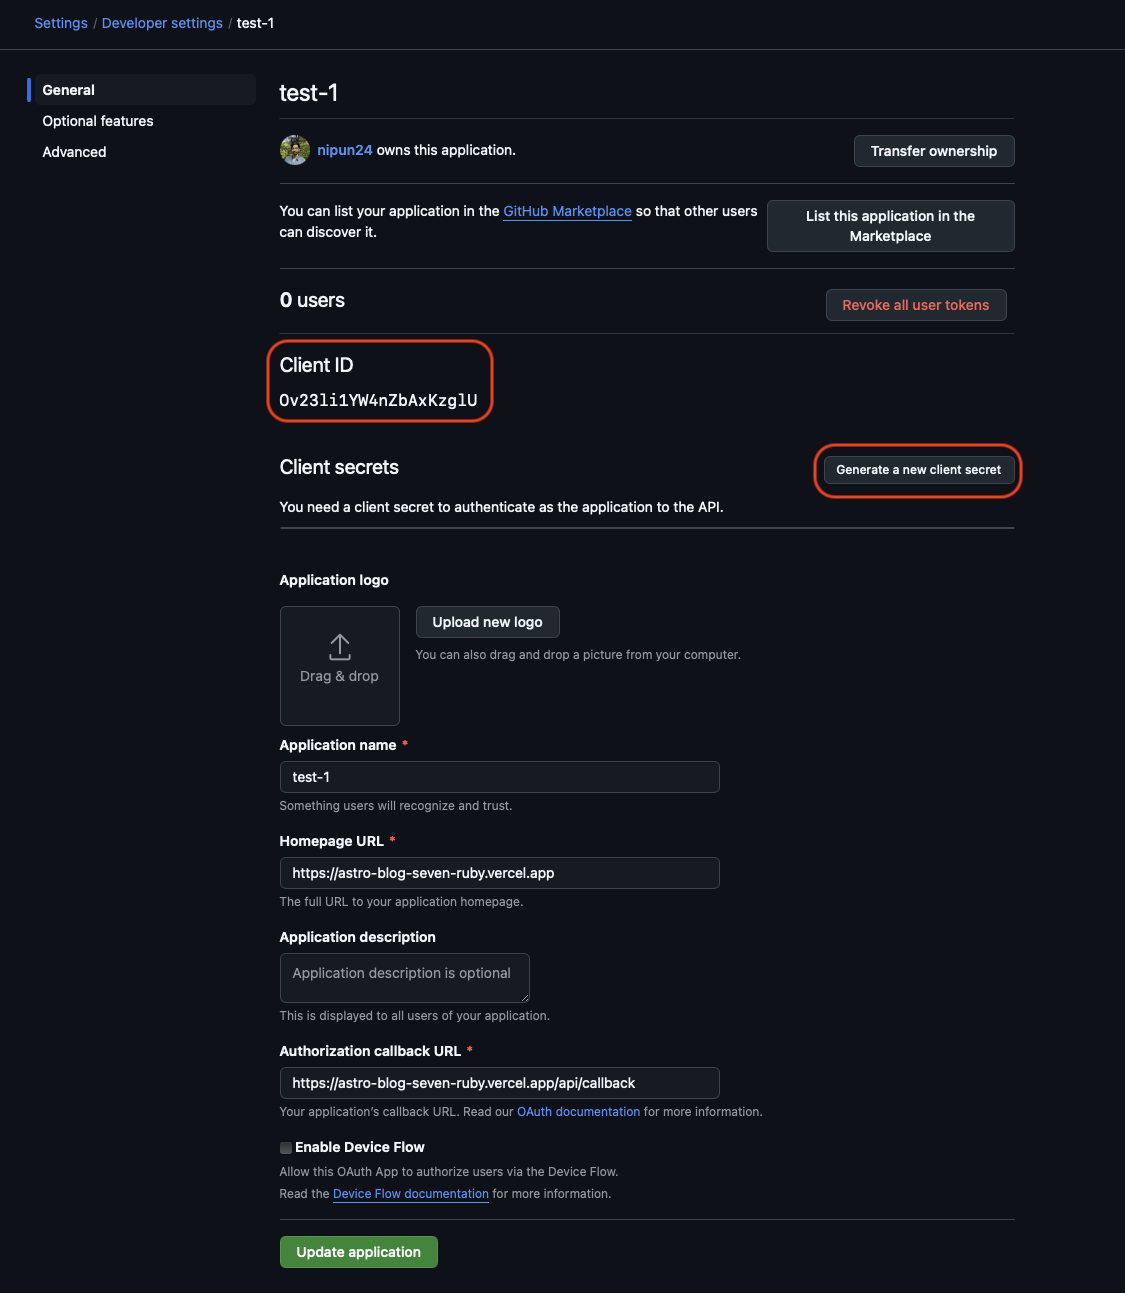 Settings / Developer settings / test-1
General
Optional features
Advanced
test-1
nipun24 owns this application.
Transfer ownership
You can list your application in the GitHub Marketplace so that other users
can discover it.
List this application in the
Marketplace
0 users
Revoke all user tokens
Client ID
Ov23li1YW4nZbAxKzglU
Client secrets
Generate a new client secret
You need a client secret to authenticate as the application to the API.
Application logo
Drag & drop
Upload new logo
You can also drag and drop a picture from your computer.
Application name *
test-1
Something users will recognize and trust.
Homepage URL *
https://astro-blog-seven-ruby.vercel.app
The full URL to your application homepage.
Application description
Application description is optional
This is displayed to all users of your application.
Authorization callback URL *
https://astro-blog-seven-ruby.vercel.app/api/callback
Your application's callback URL. Read our OAuth documentation for more information.
Enable Device Flow
Allow this OAuth App to authorize users via the Device Flow.
Read the Device Flow documentation for more information.
Update application